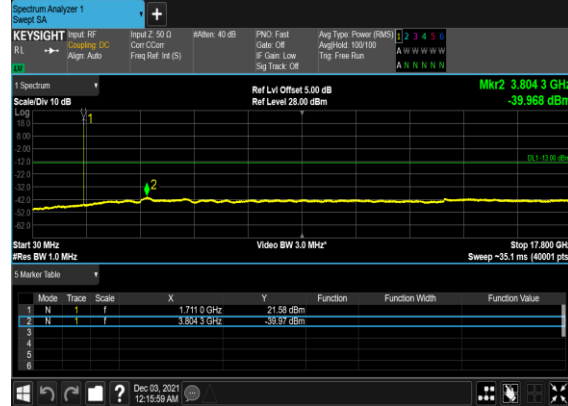 Spectrum Analyzer 1
Swept SA
+
KEYSIGHT Input: RF Input Z: 50 Ω #Atten: 40 dB PNO: Fast Avg Type: Power (RMS) 1 2 3 4 5 6
RL Coupling: DC Corr CCorr Gate: Off Avg|Hold: 100/100 A W W W W W
Align: Auto Freq Ref: Int (S) IF Gain: Low Trig: Free Run
Sig Track: Off A N N N N N
1 Spectrum Ref Lvl Offset 5.00 dB Mkr2 3.804 3 GHz
Scale/Div 10 dB Ref Level 28.00 dBm -39.968 dBm
Log
18.0 1
8.00
-2.00
-12.0 DL1 -13.00 dBm
-22.0
-32.0 2
-42.0
-52.0
-62.0
Start 30 MHz Video BW 3.0 MHz* Stop 17.800 GHz
#Res BW 1.0 MHz Sweep ~35.1 ms (40001 pts)
5 Marker Table
Mode Trace Scale X Y Function Function Width Function Value
1 N 1 f 1.711 0 GHz 21.58 dBm
2 N 1 f 3.804 3 GHz -39.97 dBm
3
4
5
6
? Dec 03, 2021
12:15:59 AM